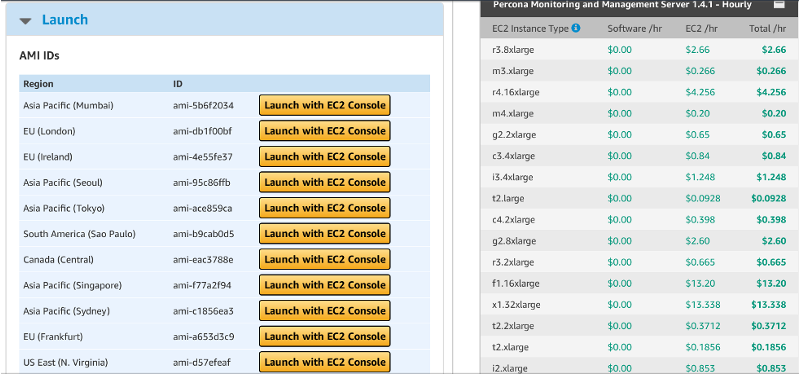 Launch
AMI IDs
Region ID
Asia Pacific (Mumbai) ami-5b6f2034 Launch with EC2 Console
EU (London) ami-db1f00bf Launch with EC2 Console
EU (Ireland) ami-4e55fe37 Launch with EC2 Console
Asia Pacific (Seoul) ami-95c86ffb Launch with EC2 Console
Asia Pacific (Tokyo) ami-ace859ca Launch with EC2 Console
South America (Sao Paulo) ami-b9cab0d5 Launch with EC2 Console
Canada (Central) ami-eac3788e Launch with EC2 Console
Asia Pacific (Singapore) ami-f77a2f94 Launch with EC2 Console
Asia Pacific (Sydney) ami-c1856ea3 Launch with EC2 Console
EU (Frankfurt) ami-a653d3c9 Launch with EC2 Console
US East (N. Virginia) ami-d57efeaf Launch with EC2 Console
Percona Monitoring and Management Server 1.4.1 - Hourly
EC2 Instance Type Software /hr EC2 /hr Total /hr
r3.8xlarge $0.00 $2.66 $2.66
m3.xlarge $0.00 $0.266 $0.266
r4.16xlarge $0.00 $4.256 $4.256
m4.xlarge $0.00 $0.20 $0.20
g2.2xlarge $0.00 $0.65 $0.65
c3.4xlarge $0.00 $0.84 $0.84
i3.4xlarge $0.00 $1.248 $1.248
t2.large $0.00 $0.0928 $0.0928
c4.2xlarge $0.00 $0.398 $0.398
g2.8xlarge $0.00 $2.60 $2.60
r3.2xlarge $0.00 $0.665 $0.665
f1.16xlarge $0.00 $13.20 $13.20
x1.32xlarge $0.00 $13.338 $13.338
t2.2xlarge $0.00 $0.3712 $0.3712
t2.xlarge $0.00 $0.1856 $0.1856
i2.xlarge $0.00 $0.853 $0.853